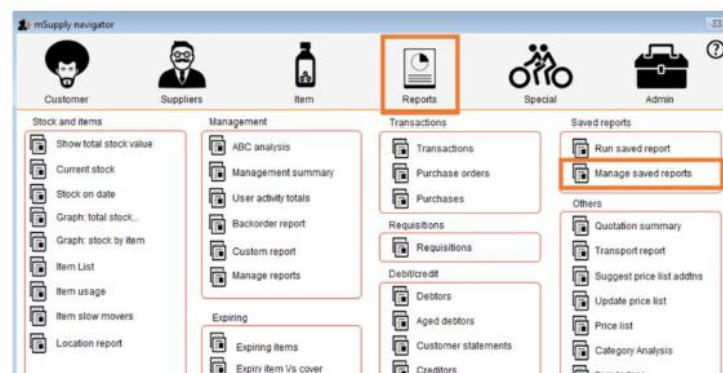 mSupply navigator
?
Customer
Suppliers
Item
Reports
Special
Admin
Stock and items
Show total stock value
Current stock
Stock on date
Graph: total stock...
Graph: stock by item
Item List
Item usage
Item slow movers
Location report
Management
ABC analysis
Management summary
User activity totals
Backorder report
Custom report
Manage reports
Expiring
Expiring items
Expiry item Vs cover
Transactions
Transactions
Purchase orders
Purchases
Requisitions
Requisitions
Debit/credit
Debtors
Aged debtors
Customer statements
Creditors
Saved reports
Run saved report
Manage saved reports
Others
Quotation summary
Transport report
Suggest price list addtns
Update price list
Price list
Category Analysis